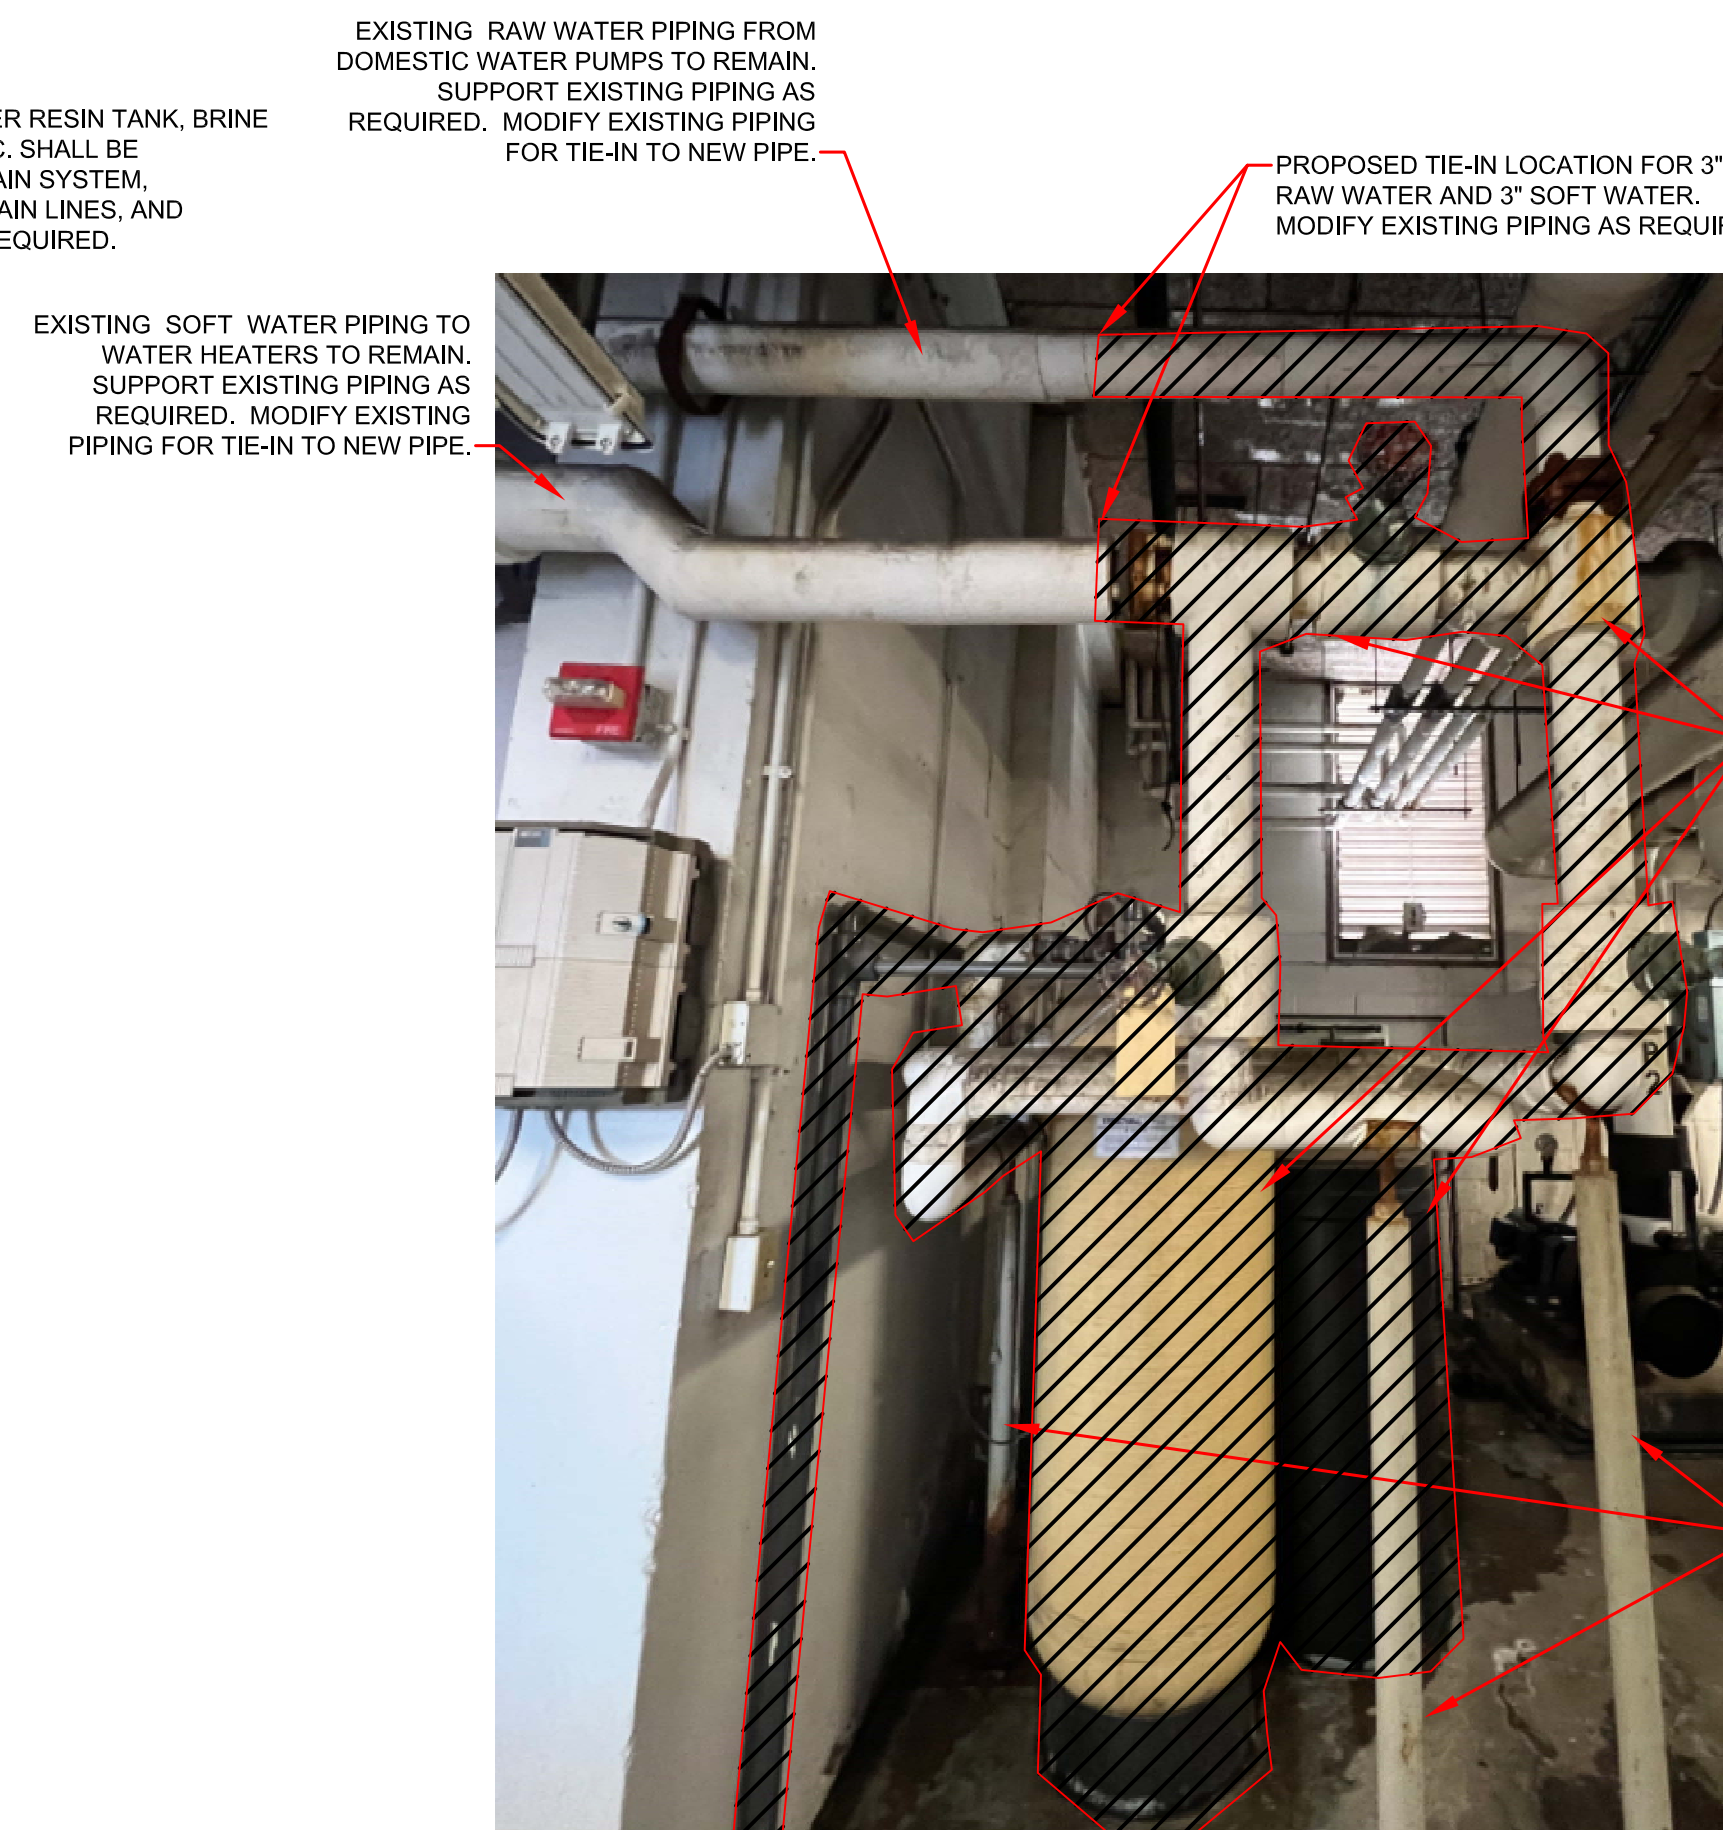 EXISTING RAW WATER PIPING FROM
DOMESTIC WATER PUMPS TO REMAIN.
SUPPORT EXISTING PIPING AS
REQUIRED. MODIFY EXISTING PIPING
FOR TIE-IN TO NEW PIPE.
ER RESIN TANK, BRINE
C. SHALL BE
AIN SYSTEM,
AIN LINES, AND
EQUIRED.
PROPOSED TIE-IN LOCATION FOR 3"
RAW WATER AND 3" SOFT WATER.
MODIFY EXISTING PIPING AS REQUIR
EXISTING SOFT WATER PIPING TO
WATER HEATERS TO REMAIN.
SUPPORT EXISTING PIPING AS
REQUIRED. MODIFY EXISTING
PIPING FOR TIE-IN TO NEW PIPE.
P
2